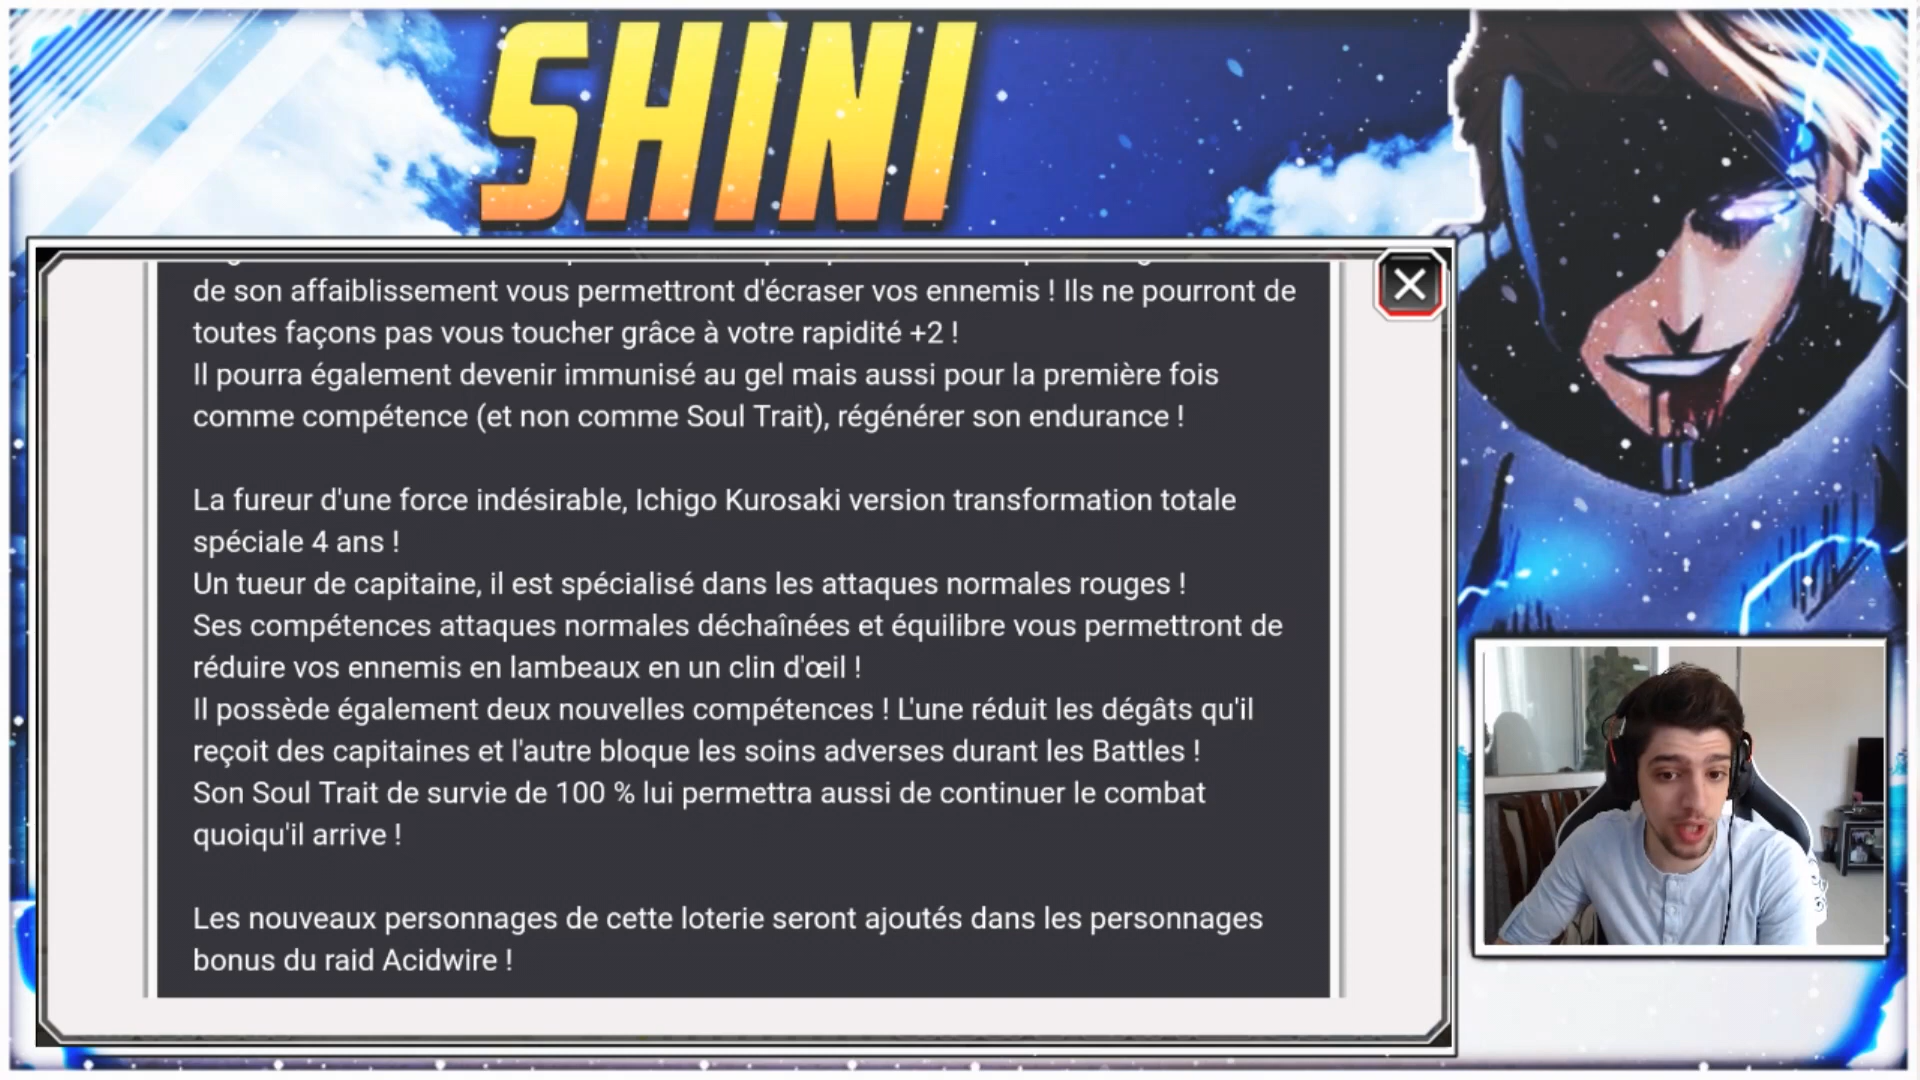 SHINI
de son affaiblissement vous permettront d'écraser vos ennemis ! Ils ne pourront de
toutes façons pas vous toucher grâce à votre rapidité +2 !
Il pourra également devenir immunisé au gel mais aussi pour la première fois
comme compétence (et non comme Soul Trait), régénérer son endurance !
La fureur d'une force indésirable, Ichigo Kurosaki version transformation totale
spéciale 4 ans !
Un tueur de capitaine, il est spécialisé dans les attaques normales rouges !
Ses compétences attaques normales déchaînées et équilibre vous permettront de
réduire vos ennemis en lambeaux en un clin d'œil !
Il possède également deux nouvelles compétences ! L'une réduit les dégâts qu'il
reçoit des capitaines et l'autre bloque les soins adverses durant les Battles !
Son Soul Trait de survie de 100 % lui permettra aussi de continuer le combat
quoiqu'il arrive !
Les nouveaux personnages de cette loterie seront ajoutés dans les personnages
bonus du raid Acidwire !